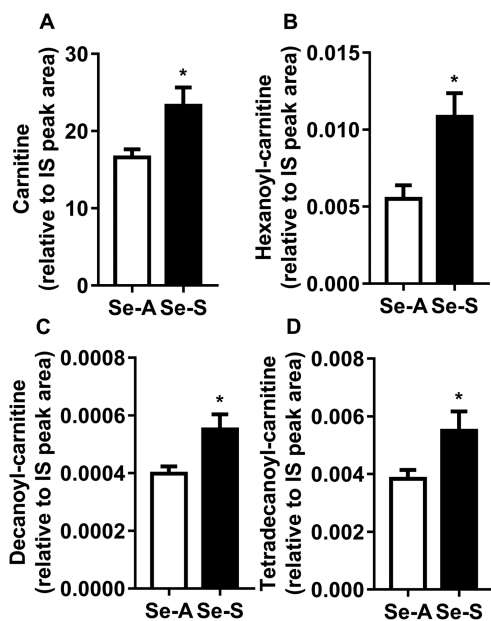 A
Carnitine
(relative to IS peak area)
30
20
10
0
*
Se-A Se-S
B
Hexanoyl-carnitine
(relative to IS peak area)
0.015
0.010
0.005
0.000
*
Se-A Se-S
C
Decanoyl-carnitine
(relative to IS peak area)
0.0008
0.0006
0.0004
0.0002
0.0000
*
Se-A Se-S
D
Tetradecanoyl-carnitine
(relative to IS peak area)
0.008
0.006
0.004
0.002
0.000
*
Se-A Se-S